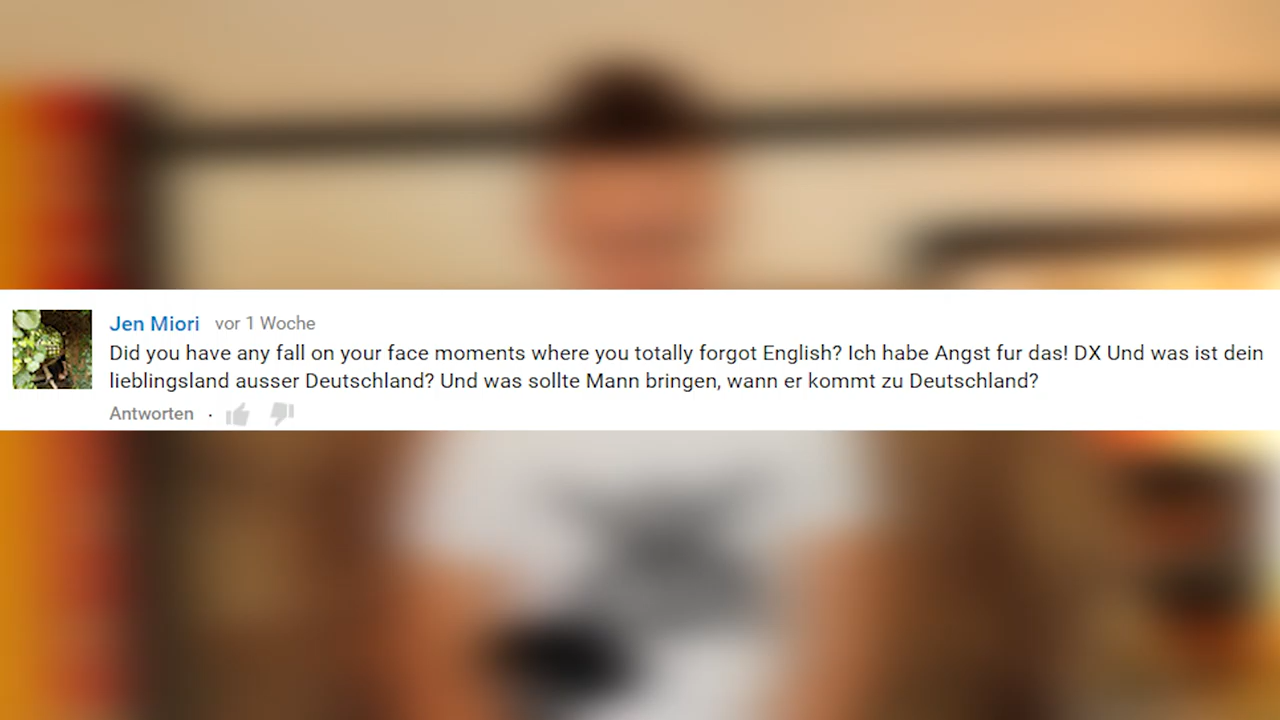 Jen Miori vor 1 Woche
Did you have any fall on your face moments where you totally forgot English? Ich habe Angst fur das! DX Und was ist dein
lieblingsland ausser Deutschland? Und was sollte Mann bringen, wann er kommt zu Deutschland?
Antworten ·